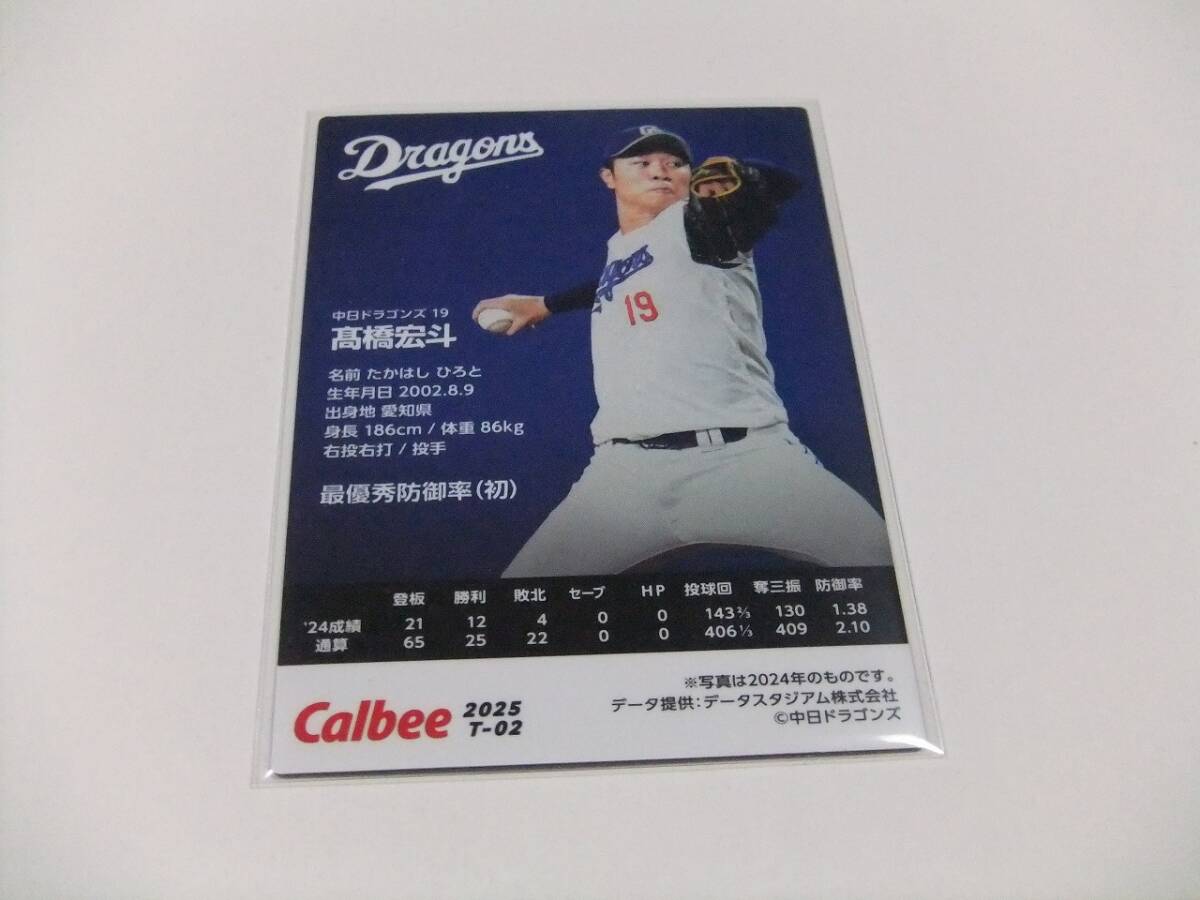 Dragons
中日ドラゴンズ 19
髙橋宏斗
名前 たかはし ひろと
生年月日 2002.8.9
出身地 愛知県
身長 186cm / 体重 86kg
右投右打 / 投手
最優秀防御率(初)
Dragons
19
登板 勝利 敗北 セーブ HP 投球回 奪三振 防御率
'24成績 21 12 4 0 0 143⅔ 130 1.38
通算 65 25 22 0 0 406⅓ 409 2.10
※写真は2024年のものです。
データ提供:データスタジアム株式会社
©中日ドラゴンズ
Calbee 2025
T-02